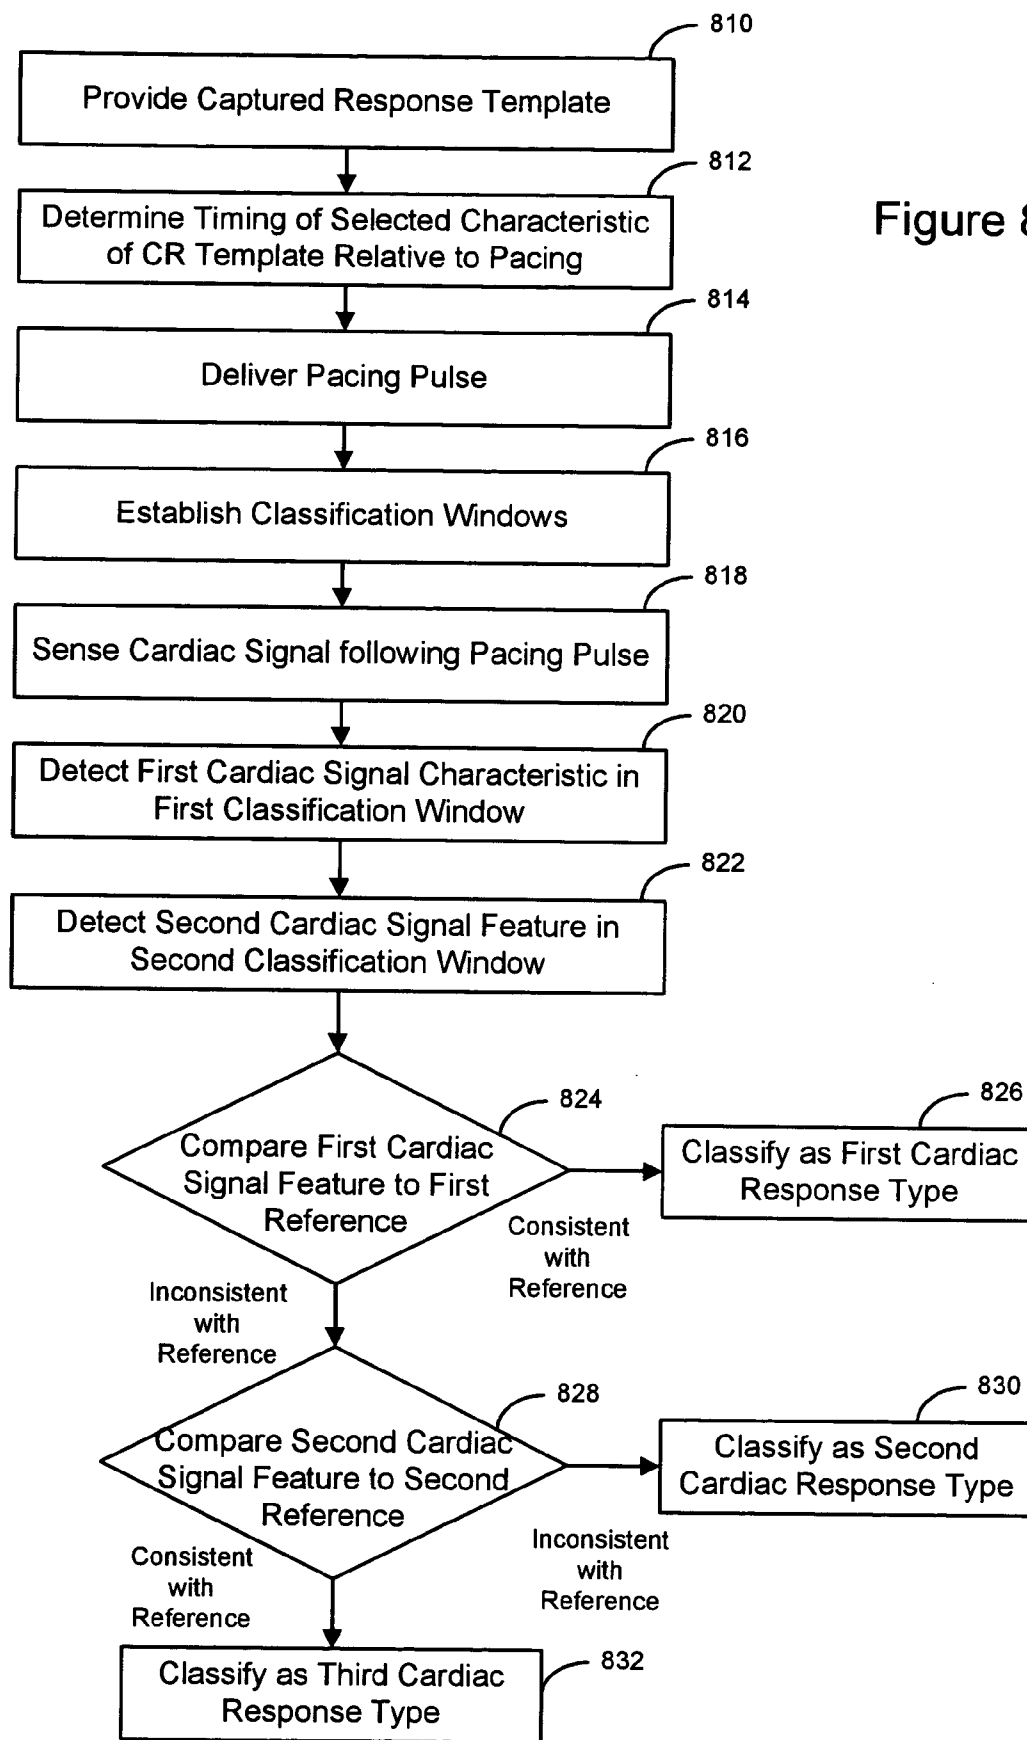 810
Provide Captured Response Template
812
Determine Timing of Selected Characteristic
of CR Template Relative to Pacing
Figure 8
814
Deliver Pacing Pulse
816
Establish Classification Windows
818
Sense Cardiac Signal following Pacing Pulse
820
Detect First Cardiac Signal Characteristic in
First Classification Window
822
Detect Second Cardiac Signal Feature in
Second Classification Window
824
Compare First Cardiac
Signal Feature to First
Reference
826
Classify as First Cardiac
Response Type
Consistent
with
Reference
Inconsistent
with
Reference
828
Compare Second Cardiac
Signal Feature to Second
Reference
830
Classify as Second
Cardiac Response Type
Inconsistent
with
Reference
Consistent
with
Reference
832
Classify as Third Cardiac
Response Type